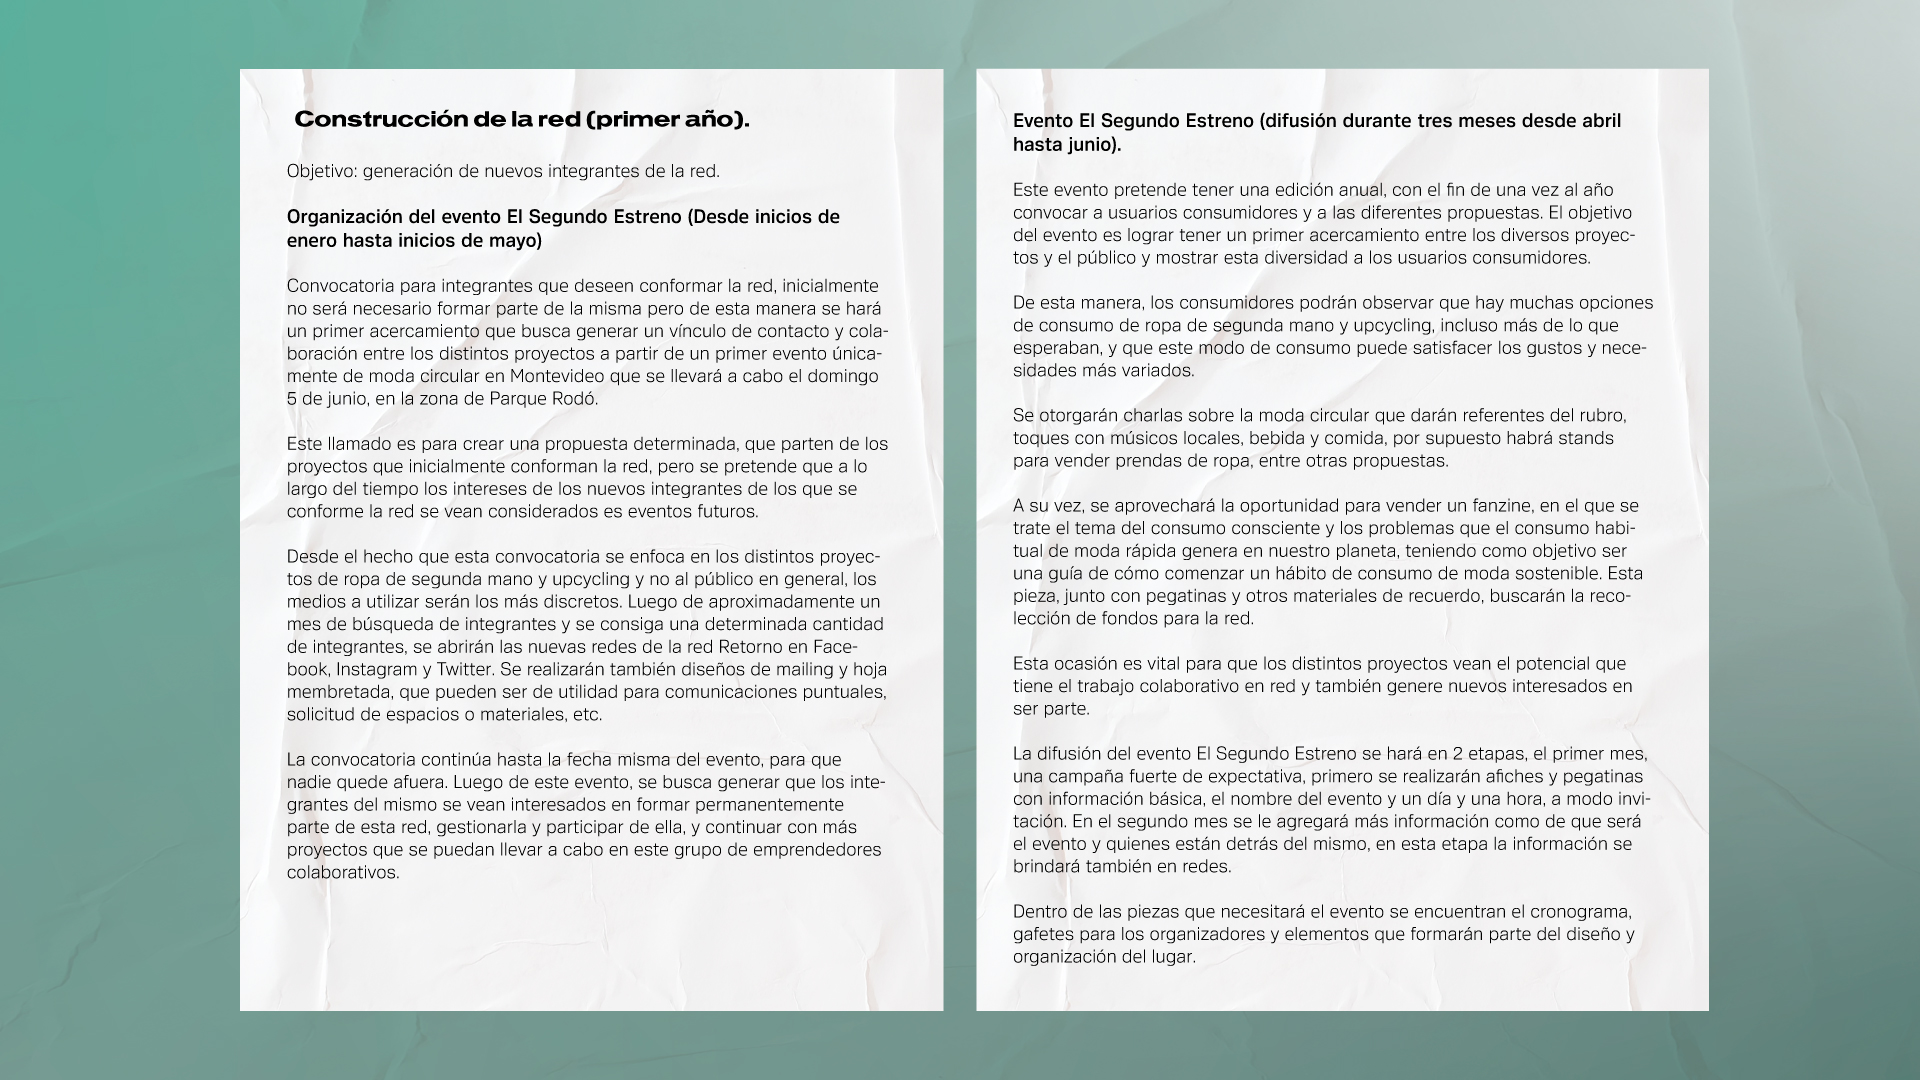 Construcción de la red (primer año).
Objetivo: generación de nuevos integrantes de la red.
Organización del evento El Segundo Estreno (Desde inicios de
enero hasta inicios de mayo)
Convocatoria para integrantes que deseen conformar la red, inicialmente
no será necesario formar parte de la misma pero de esta manera se hará
un primer acercamiento que busca generar un vínculo de contacto y cola-
boración entre los distintos proyectos a partir de un primer evento única-
mente de moda circular en Montevideo que se llevará a cabo el domingo
5 de junio, en la zona de Parque Rodó.
Este llamado es para crear una propuesta determinada, que parten de los
proyectos que inicialmente conforman la red, pero se pretende que a lo
largo del tiempo los intereses de los nuevos integrantes de los que se
conforme la red se vean considerados es eventos futuros.
Desde el hecho que esta convocatoria se enfoca en los distintos proyec-
tos de ropa de segunda mano y upcycling y no al público en general, los
medios a utilizar serán los más discretos. Luego de aproximadamente un
mes de búsqueda de integrantes y se consiga una determinada cantidad
de integrantes, se abrirán las nuevas redes de la red Retorno en Face-
book, Instagram y Twitter. Se realizarán también diseños de mailing y hoja
membretada, que pueden ser de utilidad para comunicaciones puntuales,
solicitud de espacios o materiales, etc.
La convocatoria continúa hasta la fecha misma del evento, para que
nadie quede afuera. Luego de este evento, se busca generar que los inte-
grantes del mismo se vean interesados en formar permanentemente
parte de esta red, gestionarla y participar de ella, y continuar con más
proyectos que se puedan llevar a cabo en este grupo de emprendedores
colaborativos.
Evento El Segundo Estreno (difusión durante tres meses desde abril
hasta junio).
Este evento pretende tener una edición anual, con el fin de una vez al año
convocar a usuarios consumidores y a las diferentes propuestas. El objetivo
del evento es lograr tener un primer acercamiento entre los diversos proyec-
tos y el público y mostrar esta diversidad a los usuarios consumidores.
De esta manera, los consumidores podrán observar que hay muchas opciones
de consumo de ropa de segunda mano y upcycling, incluso más de lo que
esperaban, y que este modo de consumo puede satisfacer los gustos y nece-
sidades más variados.
Se otorgarán charlas sobre la moda circular que darán referentes del rubro,
toques con músicos locales, bebida y comida, por supuesto habrá stands
para vender prendas de ropa, entre otras propuestas.
A su vez, se aprovechará la oportunidad para vender un fanzine, en el que se
trate el tema del consumo consciente y los problemas que el consumo habi-
tual de moda rápida genera en nuestro planeta, teniendo como objetivo ser
una guía de cómo comenzar un hábito de consumo de moda sostenible. Esta
pieza, junto con pegatinas y otros materiales de recuerdo, buscarán la reco-
lección de fondos para la red.
Esta ocasión es vital para que los distintos proyectos vean el potencial que
tiene el trabajo colaborativo en red y también genere nuevos interesados en
ser parte.
La difusión del evento El Segundo Estreno se hará en 2 etapas, el primer mes,
una campaña fuerte de expectativa, primero se realizarán afiches y pegatinas
con información básica, el nombre del evento y un día y una hora, a modo invi-
tación. En el segundo mes se le agregará más información como de que será
el evento y quienes están detrás del mismo, en esta etapa la información se
brindará también en redes.
Dentro de las piezas que necesitará el evento se encuentran el cronograma,
gafetes para los organizadores y elementos que formarán parte del diseño y
organización del lugar.